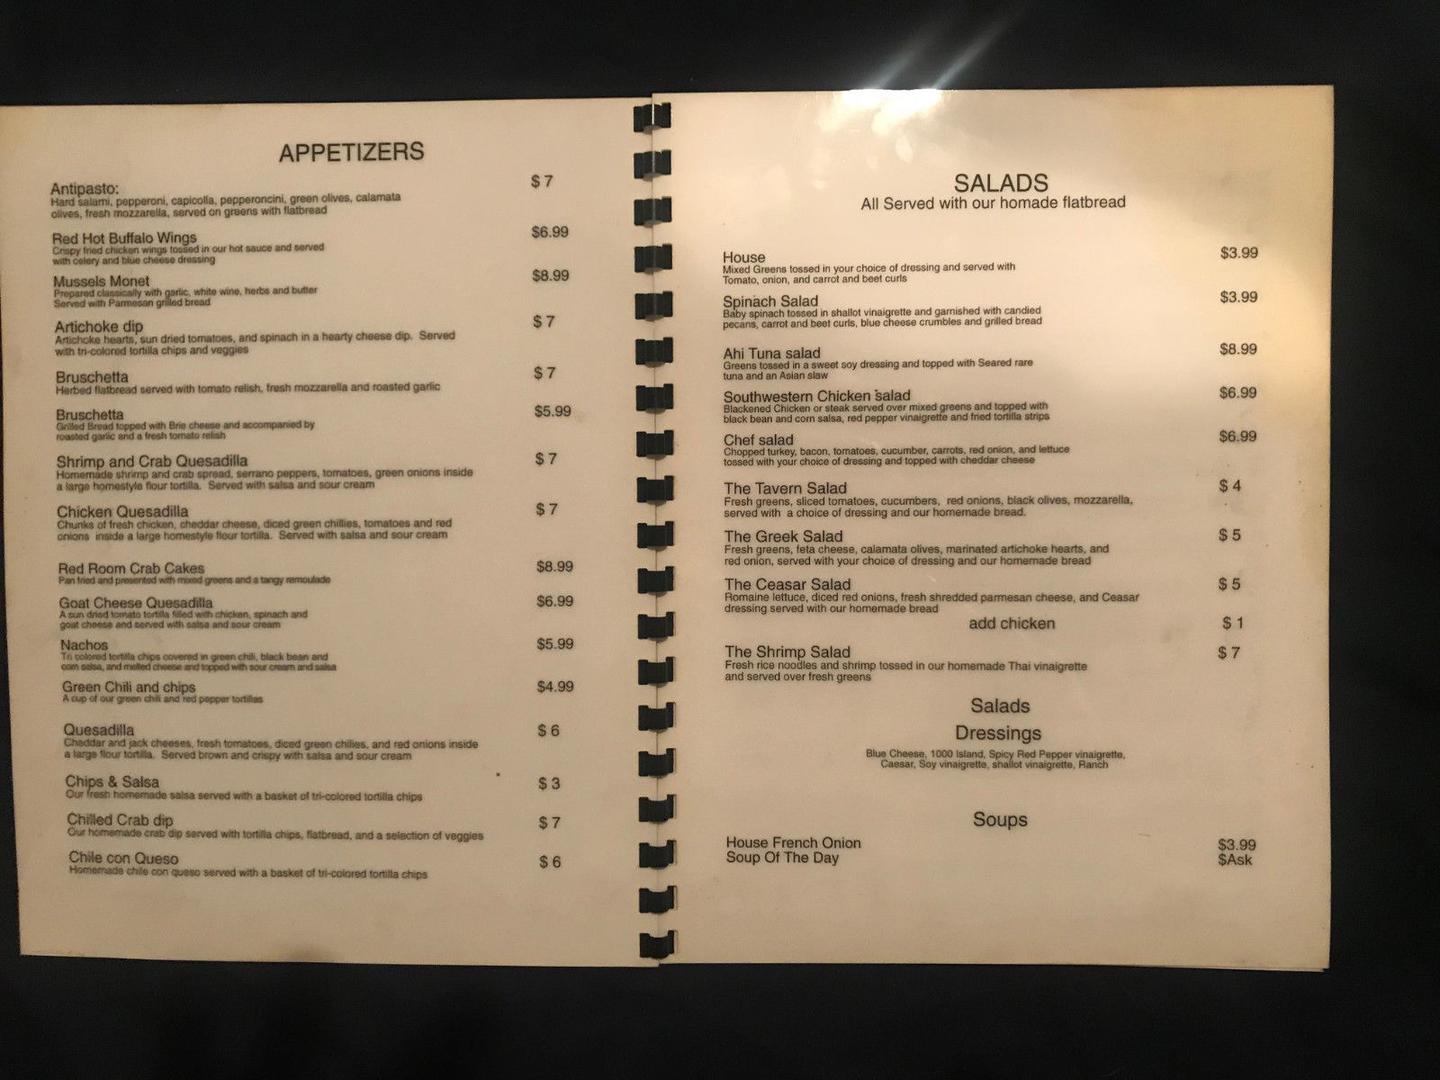 APPETIZERS
Antipasto: $ 7
Hard salami, pepperoni, capicolla, pepperoncini, green olives, calamata
olives, fresh mozzarella, served on greens with flatbread
Red Hot Buffalo Wings $6.99
Crispy fried chicken wings tossed in our hot sauce and served
with celery and blue cheese dressing
Mussels Monet $8.99
Prepared classically with garlic, white wine, herbs and butter
Served with Parmesan grilled bread
Artichoke dip $ 7
Artichoke hearts, sun dried tomatoes, and spinach in a hearty cheese dip. Served
with tri-colored tortilla chips and veggies
Bruschetta $ 7
Herbed flatbread served with tomato relish, fresh mozzarella and roasted garlic
Bruschetta $5.99
Grilled Bread topped with Brie cheese and accompanied by
roasted garlic and a fresh tomato relish
Shrimp and Crab Quesadilla $ 7
Homemade shrimp and crab spread, serrano peppers, tomatoes, green onions inside
a large homestyle flour tortilla. Served with salsa and sour cream
Chicken Quesadilla $ 7
Chunks of fresh chicken, cheddar cheese, diced green chillies, tomatoes and red
onions inside a large homestyle flour tortilla. Served with salsa and sour cream
Red Room Crab Cakes $8.99
Pan fried and presented with mixed greens and a tangy remoulade
Goat Cheese Quesadilla $6.99
A sun dried tomato tortilla filled with chicken, spinach and
goat cheese and served with salsa and sour cream
Nachos $5.99
Tri colored tortilla chips covered in green chili, black bean and
corn salsa, and melted cheese and topped with sour cream and salsa
Green Chili and chips $4.99
A cup of our green chili and red pepper tortillas
Quesadilla $ 6
Cheddar and jack cheeses, fresh tomatoes, diced green chilies, and red onions inside
a large flour tortilla. Served brown and crispy with salsa and sour cream
Chips & Salsa $ 3
Our fresh homemade salsa served with a basket of tri-colored tortilla chips
Chilled Crab dip $ 7
Our homemade crab dip served with tortilla chips, flatbread, and a selection of veggies
Chile con Queso $ 6
Homemade chile con queso served with a basket of tri-colored tortilla chips
SALADS
All Served with our homade flatbread
House $3.99
Mixed Greens tossed in your choice of dressing and served with
Tomato, onion, and carrot and beet curls
Spinach Salad $3.99
Baby spinach tossed in shallot vinaigrette and garnished with candied
pecans, carrot and beet curls, blue cheese crumbles and grilled bread
Ahi Tuna salad $8.99
Greens tossed in a sweet soy dressing and topped with Seared rare
tuna and an Asian slaw
Southwestern Chicken salad $6.99
Blackened Chicken or steak served over mixed greens and topped with
black bean and corn salsa, red pepper vinaigrette and fried tortilla strips
Chef salad $6.99
Chopped turkey, bacon, tomatoes, cucumber, carrots, red onion, and lettuce
tossed with your choice of dressing and topped with cheddar cheese
The Tavern Salad $ 4
Fresh greens, sliced tomatoes, cucumbers, red onions, black olives, mozzarella,
served with a choice of dressing and our homemade bread.
The Greek Salad $ 5
Fresh greens, feta cheese, calamata olives, marinated artichoke hearts, and
red onion, served with your choice of dressing and our homemade bread
The Ceasar Salad $ 5
Romaine lettuce, diced red onions, fresh shredded parmesan cheese, and Ceasar
dressing served with our homemade bread
add chicken $ 1
The Shrimp Salad $ 7
Fresh rice noodles and shrimp tossed in our homemade Thai vinaigrette
and served over fresh greens
Salads
Dressings
Blue Cheese, 1000 Island, Spicy Red Pepper vinaigrette,
Caesar, Soy vinaigrette, shallot vinaigrette, Ranch
Soups
House French Onion $3.99
Soup Of The Day $Ask